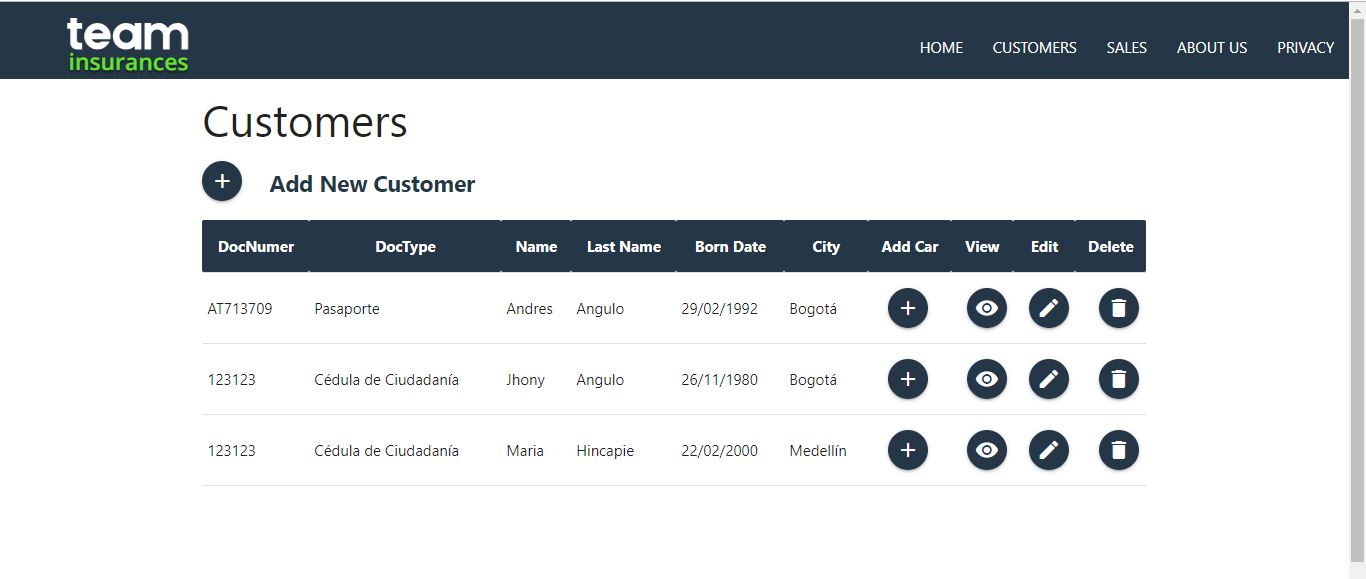 team
insurances
HOME CUSTOMERS SALES ABOUT US PRIVACY
Customers
Add New Customer
DocNumer DocType Name Last Name Born Date City Add Car View Edit Delete
AT713709 Pasaporte Andres Angulo 29/02/1992 Bogotá
123123 Cédula de Ciudadanía Jhony Angulo 26/11/1980 Bogotá
123123 Cédula de Ciudadanía Maria Hincapie 22/02/2000 Medellín